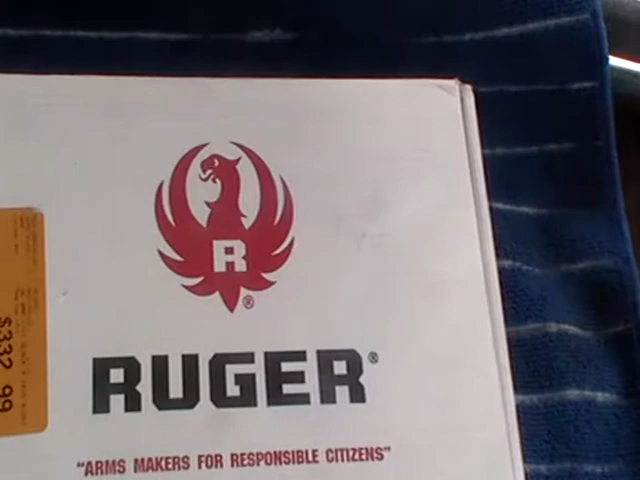 R
®
RUGER®
"ARMS MAKERS FOR RESPONSIBLE CITIZENS"
$332.99